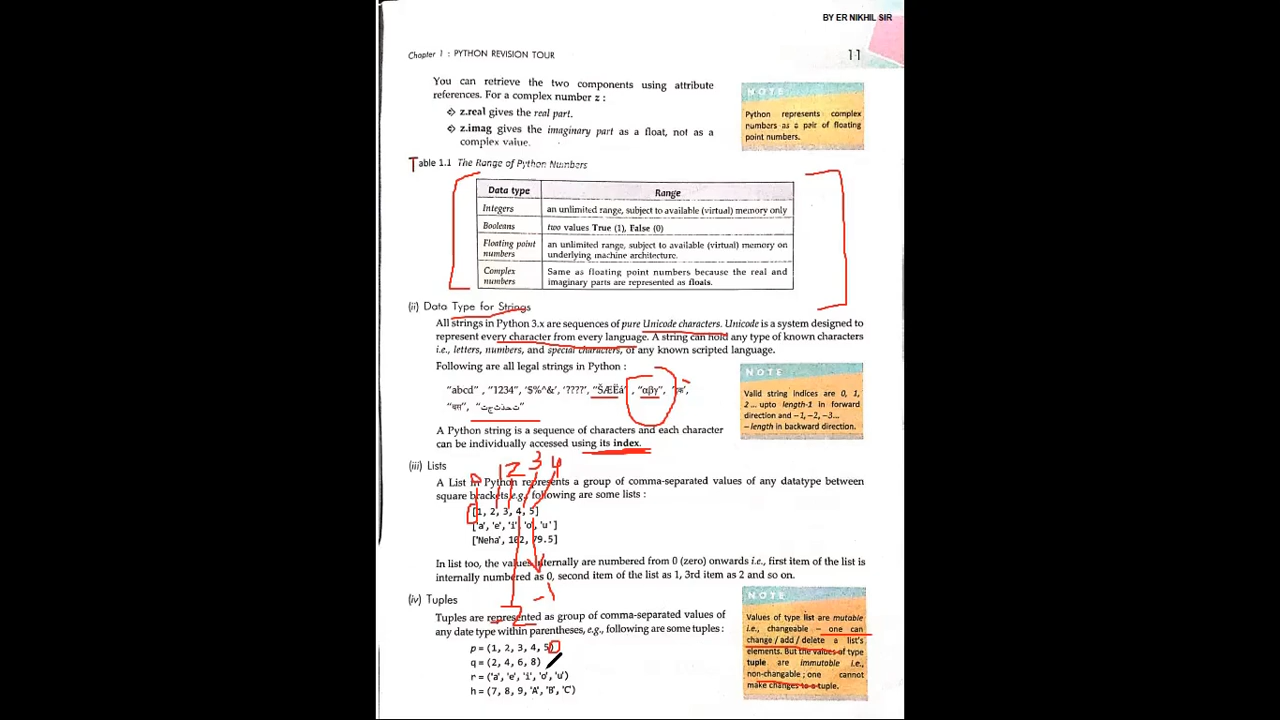 BY ER NIKHIL SIR
Chapter 1 : PYTHON REVISION TOUR
11
You can retrieve the two components using attribute
references. For a complex number z :
z.real gives the real part.
z.imag gives the imaginary part as a float, not as a
complex value.
NOTE
Python represents complex
numbers as a pair of floating
point numbers.
Table 1.1 The Range of Python Numbers
Data type Range
Integers an unlimited range, subject to available (virtual) memory only
Booleans two values True (1), False (0)
Floating point an unlimited range, subject to available (virtual) memory on
numbers underlying machine architecture.
Complex Same as floating point numbers because the real and
numbers imaginary parts are represented as floats.
(ii) Data Type for Strings
All strings in Python 3.x are sequences of pure Unicode characters. Unicode is a system designed to
represent every character from every language. A string can hold any type of known characters
i.e., letters, numbers, and special characters, of any known scripted language.
Following are all legal strings in Python :
"abcd" , "1234", '$%^&', '????', "ŠÆËá" , "αβγ",
NOTE
Valid string indices are 0, 1,
2... upto length-1 in forward
direction and -1, -2, -3...
-length in backward direction.
A Python string is a sequence of characters and each character
can be individually accessed using its index.
0 1 2 3 4
(iii) Lists
A List in Python represents a group of comma-separated values of any datatype between
square brackets e.g., following are some lists :
[1, 2, 3, 4, 5]
['a', 'e', 'i', 'o', 'u']
['Neha', 102, 79.5]
In list too, the values internally are numbered from 0 (zero) onwards i.e., first item of the list is
internally numbered as 0, second item of the list as 1, 3rd item as 2 and so on.
-1
-2
(iv) Tuples
Tuples are represented as group of comma-separated values of
any date type within parentheses, e.g., following are some tuples :
p = (1, 2, 3, 4, 5)
q = (2, 4, 6, 8)
r = ('a', 'e', 'i', 'o', 'u')
h = (7, 8, 9, 'A', 'B', 'C')
NOTE
Values of type list are mutable
i.e., changeable – one can
change / add / delete a list's
elements. But the values of type
tuple are immutable i.e.,
non-changable ; one cannot
make changes to a tuple.